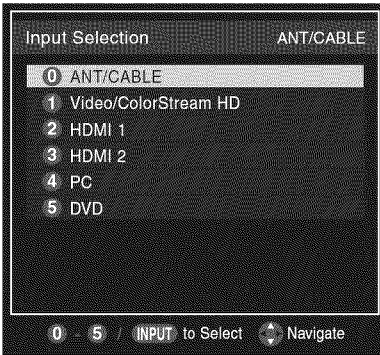 Input Selection ANT/CABLE
0 ANT/CABLE
1 Video/ColorStream HD
2 HDMI 1
3 HDMI 2
4 PC
5 DVD
0 - 5 / INPUT to Select Navigate